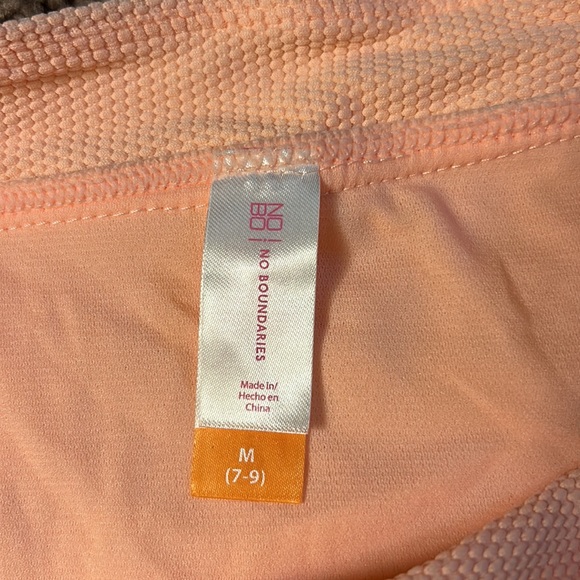 NO!
BO!
NO BOUNDARIES
Made In/
Hecho en
China
M
(7-9)